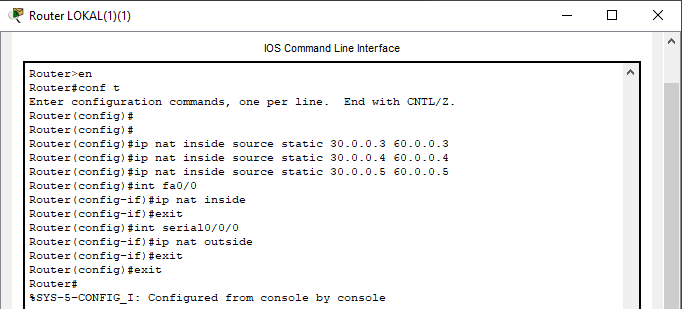 Router LOKAL(1)(1)
IOS Command Line Interface
Router>en
Router#conf t
Enter configuration commands, one per line.  End with CNTL/Z.
Router(config)#
Router(config)#
Router(config)#ip nat inside source static 30.0.0.3 60.0.0.3
Router(config)#ip nat inside source static 30.0.0.4 60.0.0.4
Router(config)#ip nat inside source static 30.0.0.5 60.0.0.5
Router(config)#int fa0/0
Router(config-if)#ip nat inside
Router(config-if)#exit
Router(config)#int serial0/0/0
Router(config-if)#ip nat outside
Router(config-if)#exit
Router(config)#exit
Router#
%SYS-5-CONFIG_I: Configured from console by console